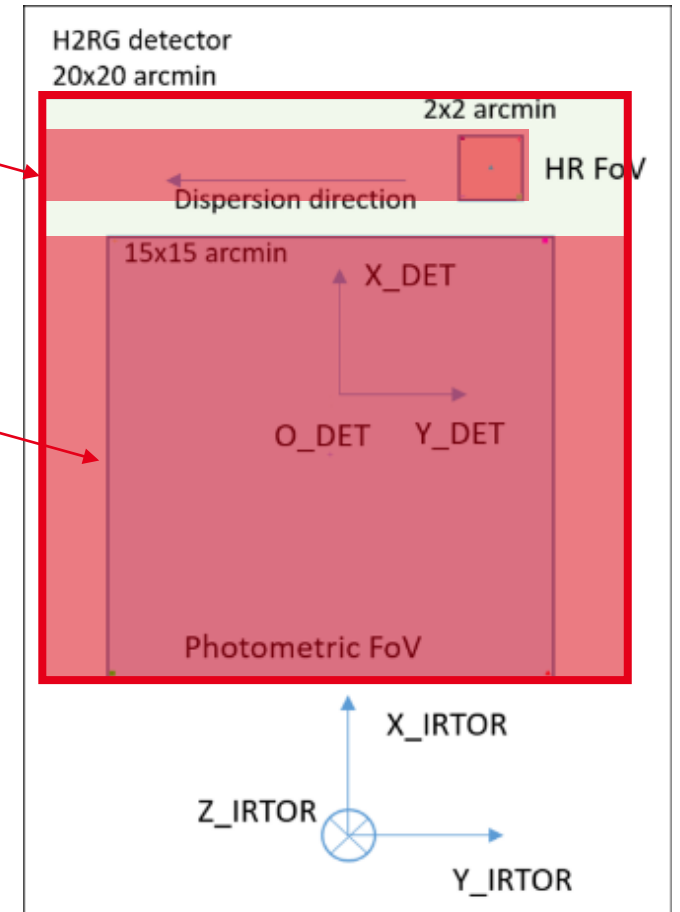 H2RG detector
20x20 arcmin
2x2 arcmin
HR FoV
Dispersion direction
15x15 arcmin
X_DET
O_DET
Y_DET
Photometric FoV
X_IRTOR
Z_IRTOR
Y_IRTOR